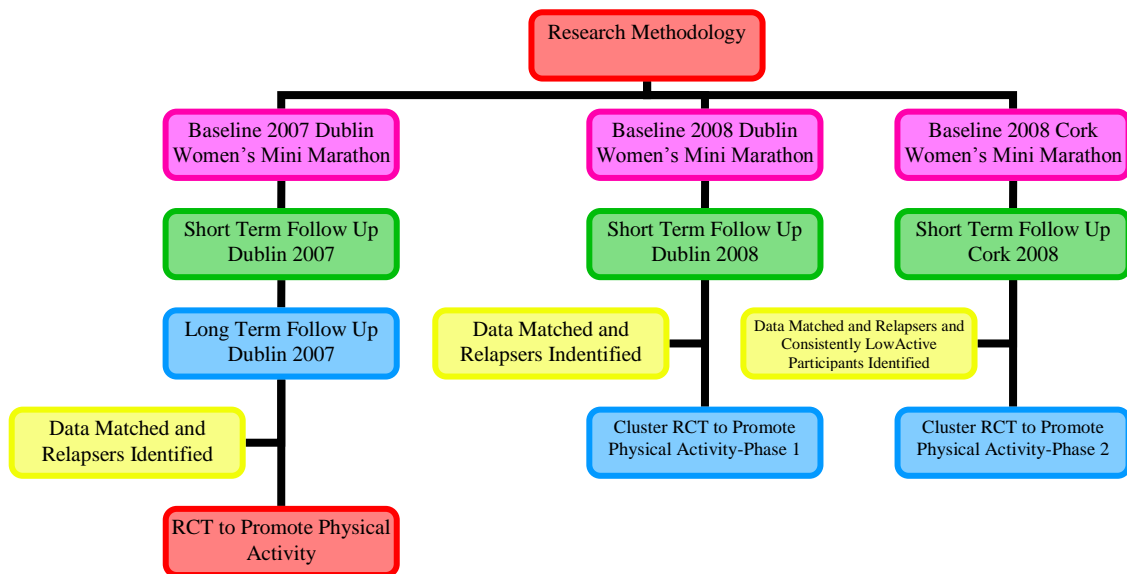 Research Methodology
Baseline 2007 Dublin
Women's Mini Marathon
Baseline 2008 Dublin
Women's Mini Marathon
Baseline 2008 Cork
Women's Mini Marathon
Short Term Follow Up
Dublin 2007
Short Term Follow Up
Dublin 2008
Short Term Follow Up
Cork 2008
Long Term Follow Up
Dublin 2007
Data Matched and
Relapsers Indentified
Data Matched and Relapsers and
Consistently LowActive
Participants Identified
Data Matched and
Relapsers Identified
Cluster RCT to Promote
Physical Activity-Phase 1
Cluster RCT to Promote
Physical Activity-Phase 2
RCT to Promote Physical
Activity